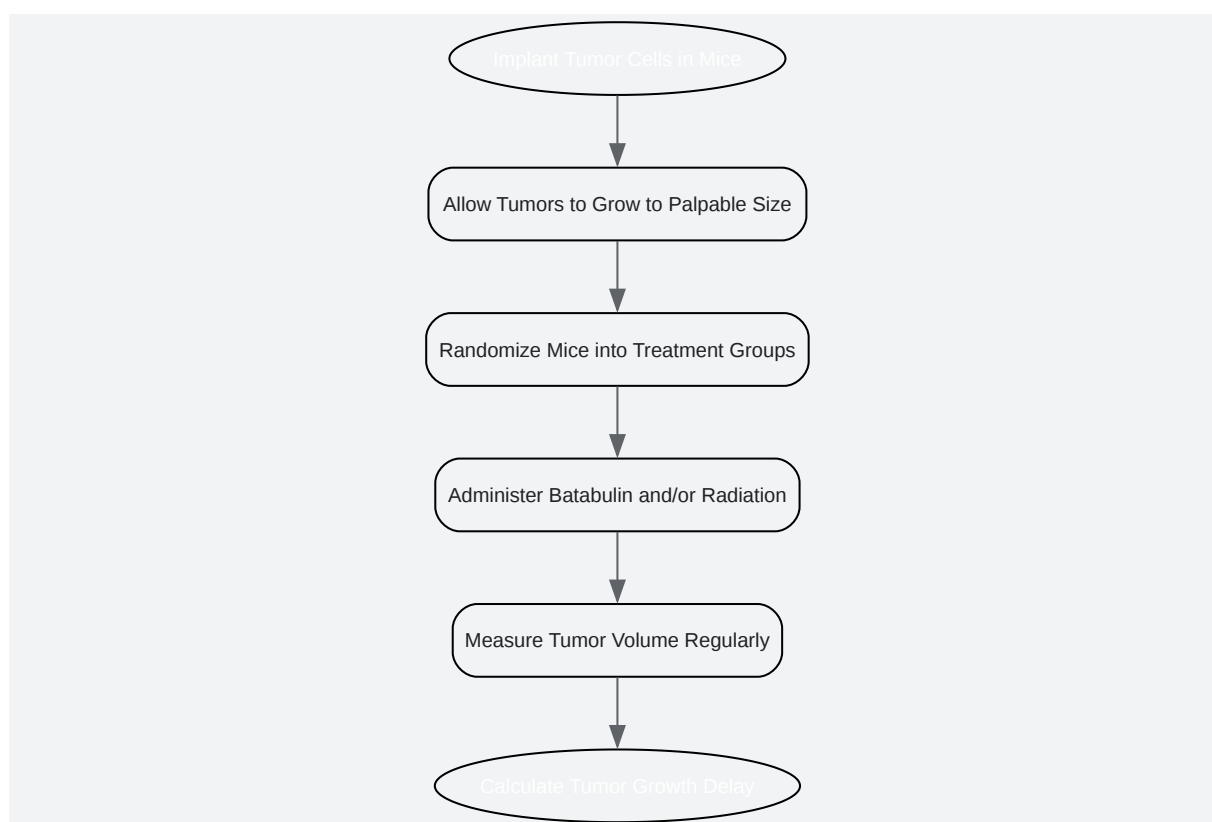 Implant Tumor Cells in Mice
Allow Tumors to Grow to Palpable Size
Randomize Mice into Treatment Groups
Administer Batabulin and/or Radiation
Measure Tumor Volume Regularly
Calculate Tumor Growth Delay